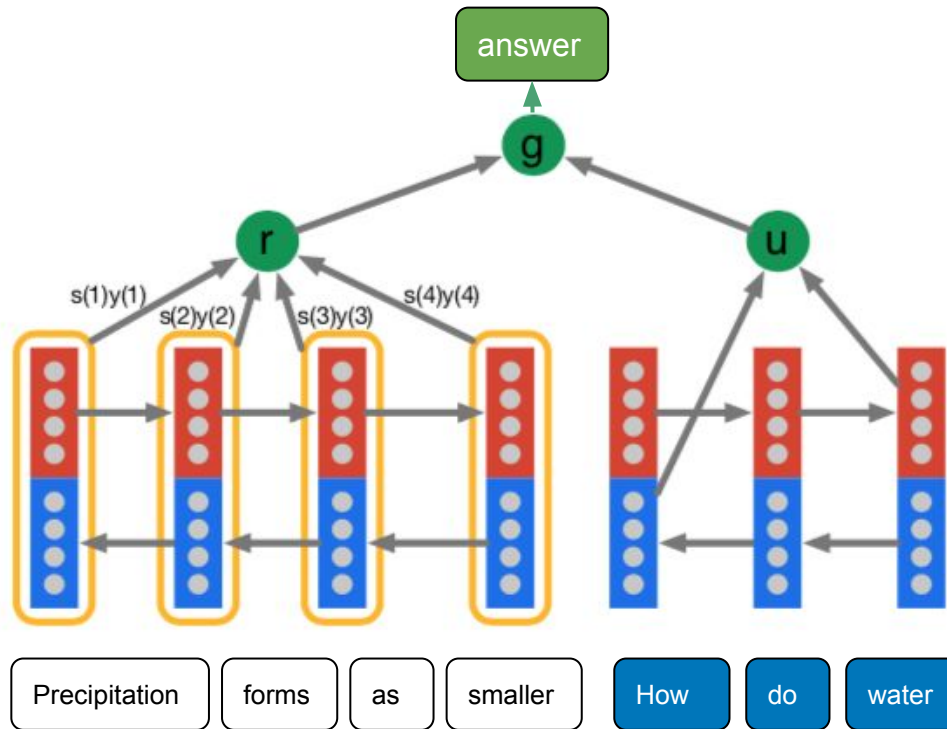 answer
g
r
u
s(1)y(1)
s(4)y(4)
s(2)y(2)
s(3)y(3)
Precipitation forms as smaller How do water